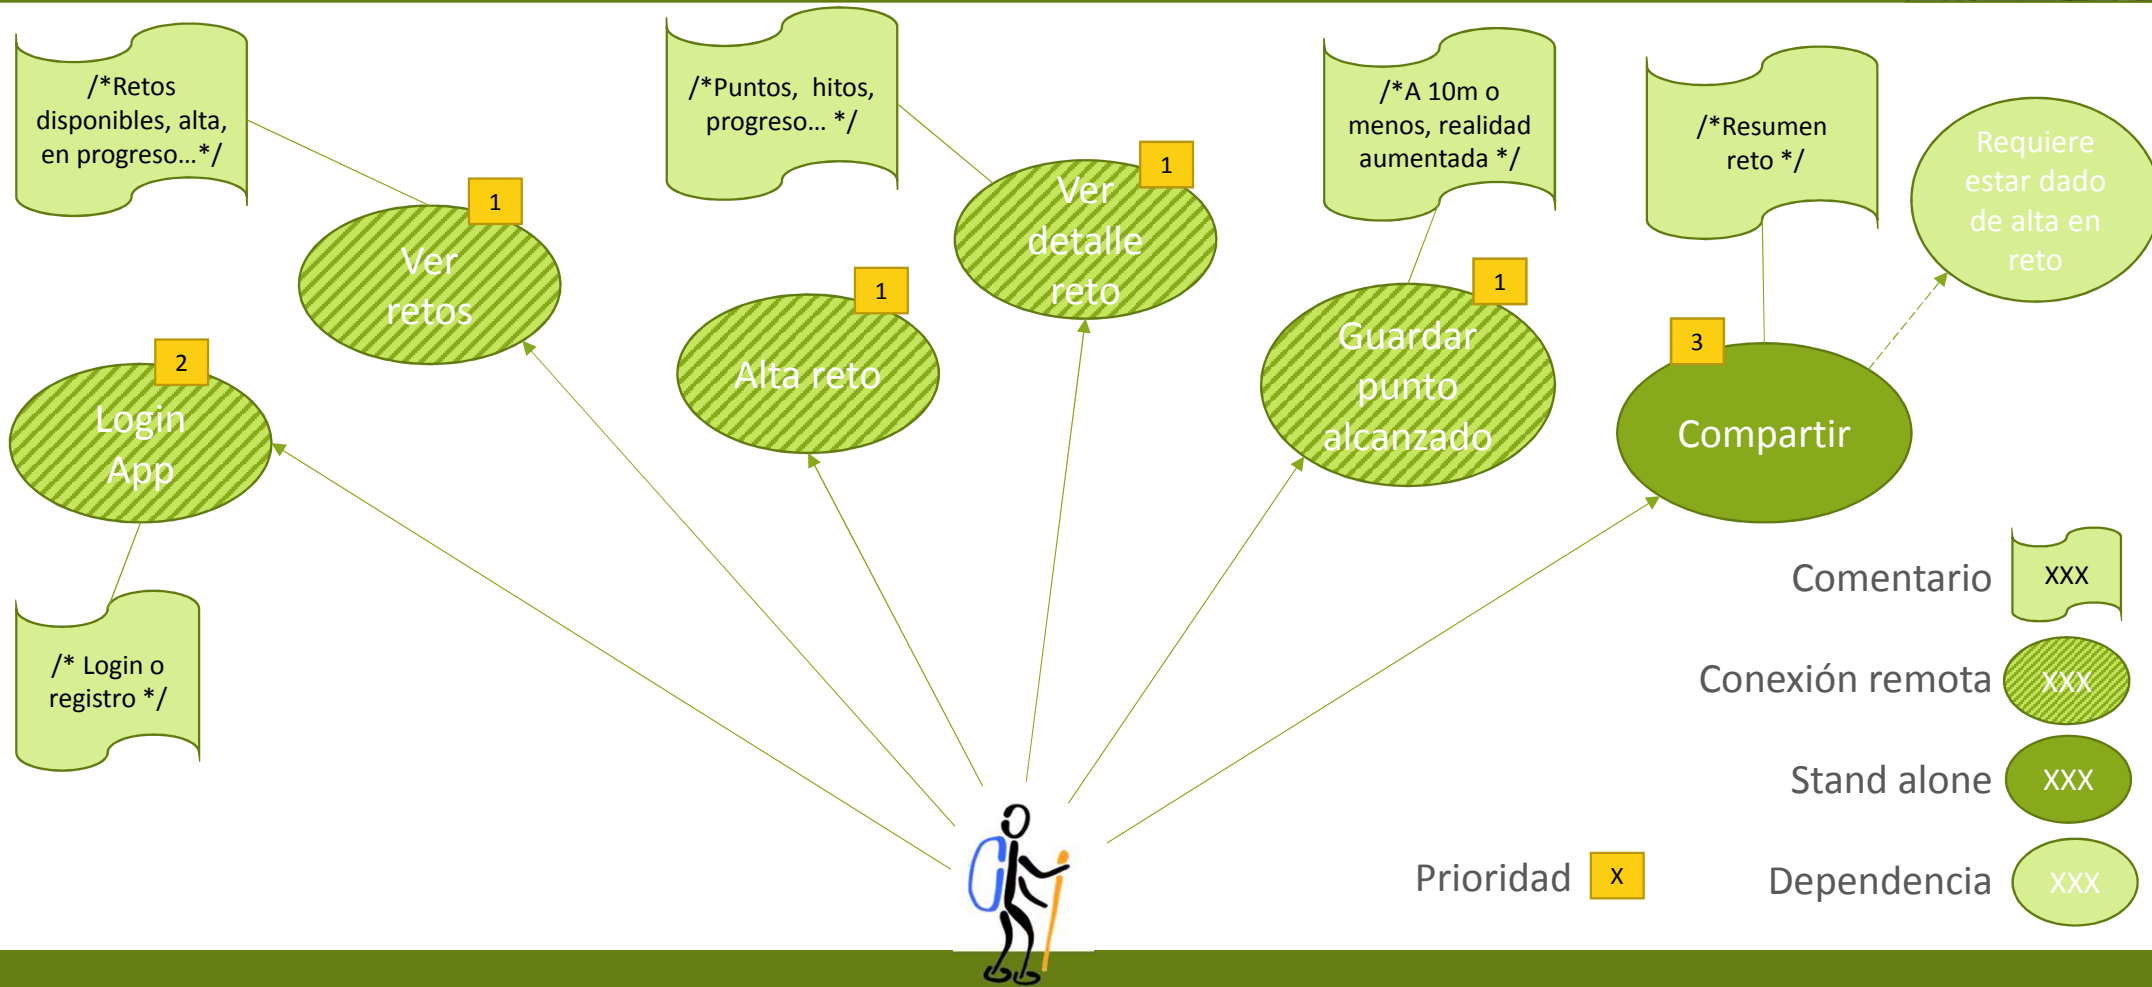 /*Retos
disponibles, alta,
en progreso...*/
/*Puntos, hitos,
progreso... */
/*A 10m o
menos, realidad
aumentada */
/*Resumen
reto */
Requiere
estar dado
de alta en
reto
1
Ver
retos
1
Ver
detalle
reto
1
Alta reto
1
Guardar
punto
alcanzado
3
Compartir
2
Login
App
/* Login o
registro */
Comentario XXX
Conexión remota XXX
Stand alone XXX
Prioridad X
Dependencia XXX